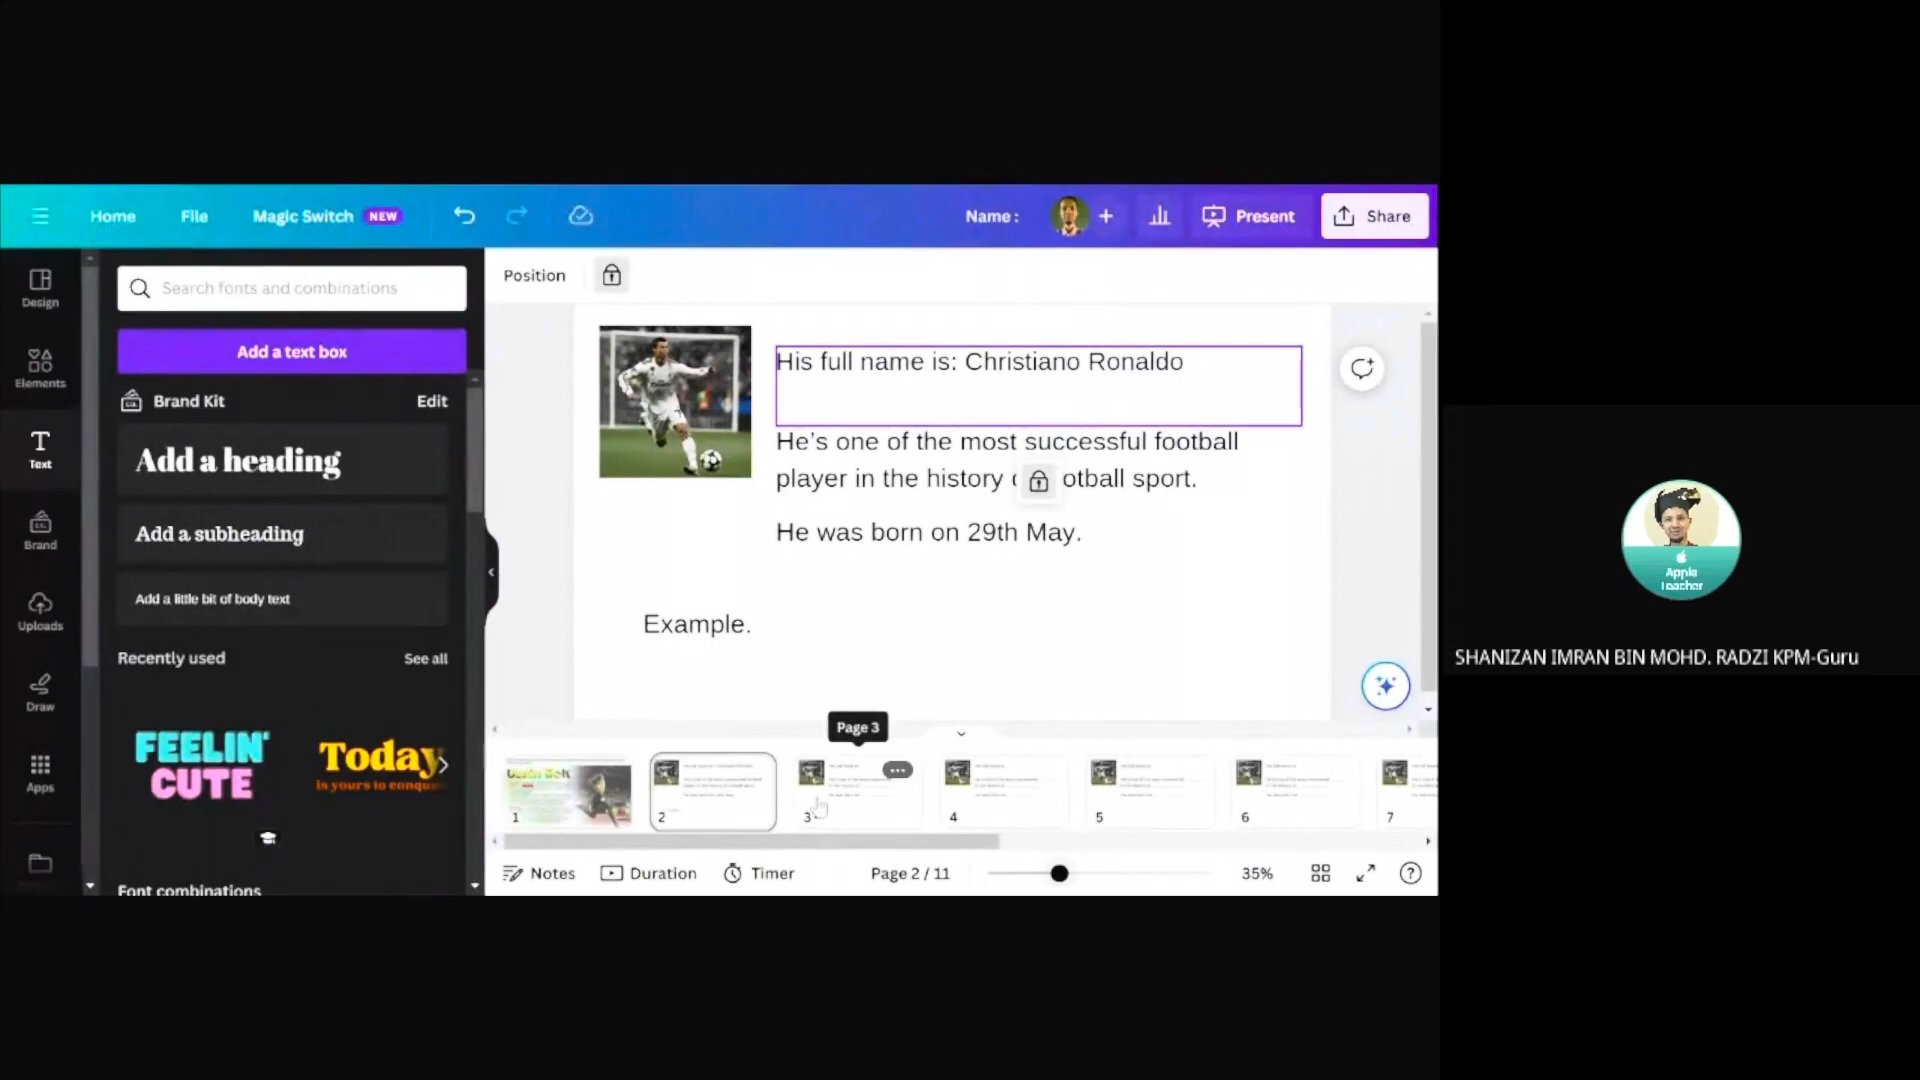 Home
File
Magic Switch NEW
Name :
Present
Share
Design
Elements
Text
Brand
Uploads
Draw
Apps
Search fonts and combinations
Add a text box
Brand Kit
Edit
Add a heading
Add a subheading
Add a little bit of body text
Recently used
See all
FEELIN'
CUTE
Today
is yours to conque
Font combinations
Position
His full name is: Christiano Ronaldo
He's one of the most successful football
player in the history otball sport.
He was born on 29th May.
Example.
Page 3
1
2
3
4
5
6
7
Notes
Duration
Timer
Page 2 / 11
35%
Apple
Teacher
SHANIZAN IMRAN BIN MOHD. RADZI KPM-Guru